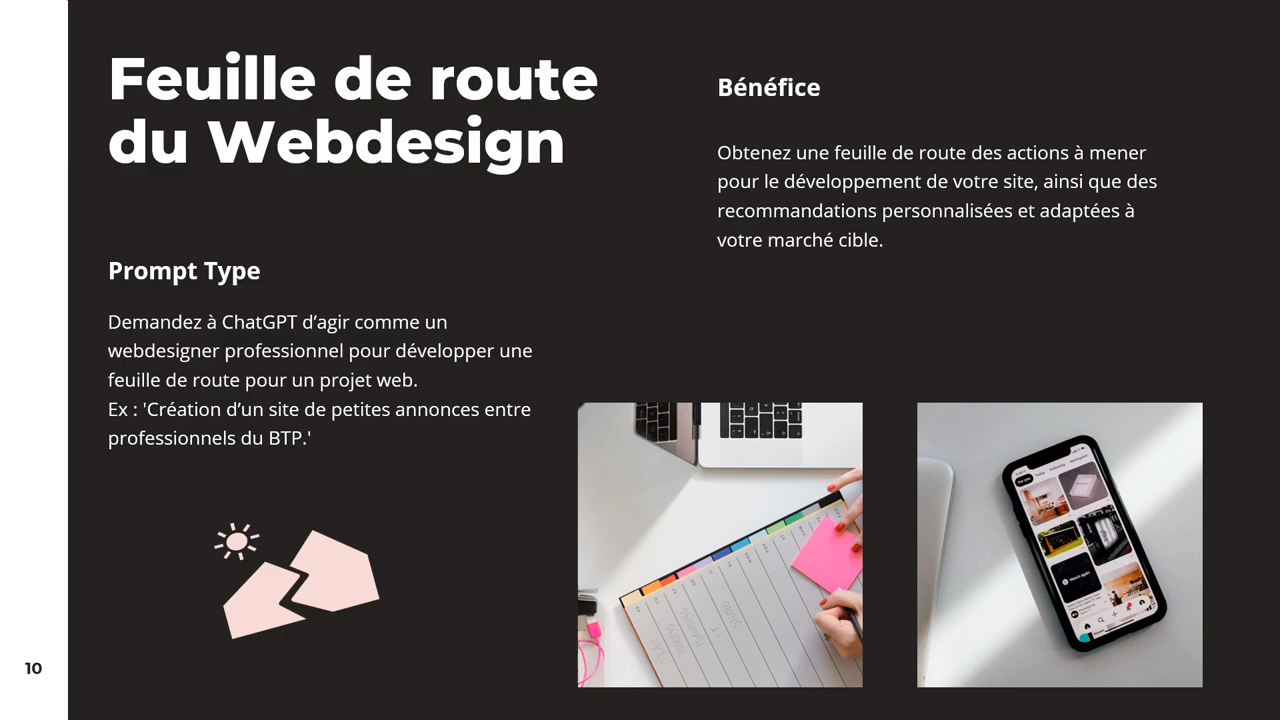 Feuille de route
du Webdesign
Prompt Type
Demandez à ChatGPT d’agir comme un
webdesigner professionnel pour développer une
feuille de route pour un projet web.
Ex : 'Création d’un site de petites annonces entre
professionnels du BTP.'
Bénéfice
Obtenez une feuille de route des actions à mener
pour le développement de votre site, ainsi que des
recommandations personnalisées et adaptées à
votre marché cible.
10